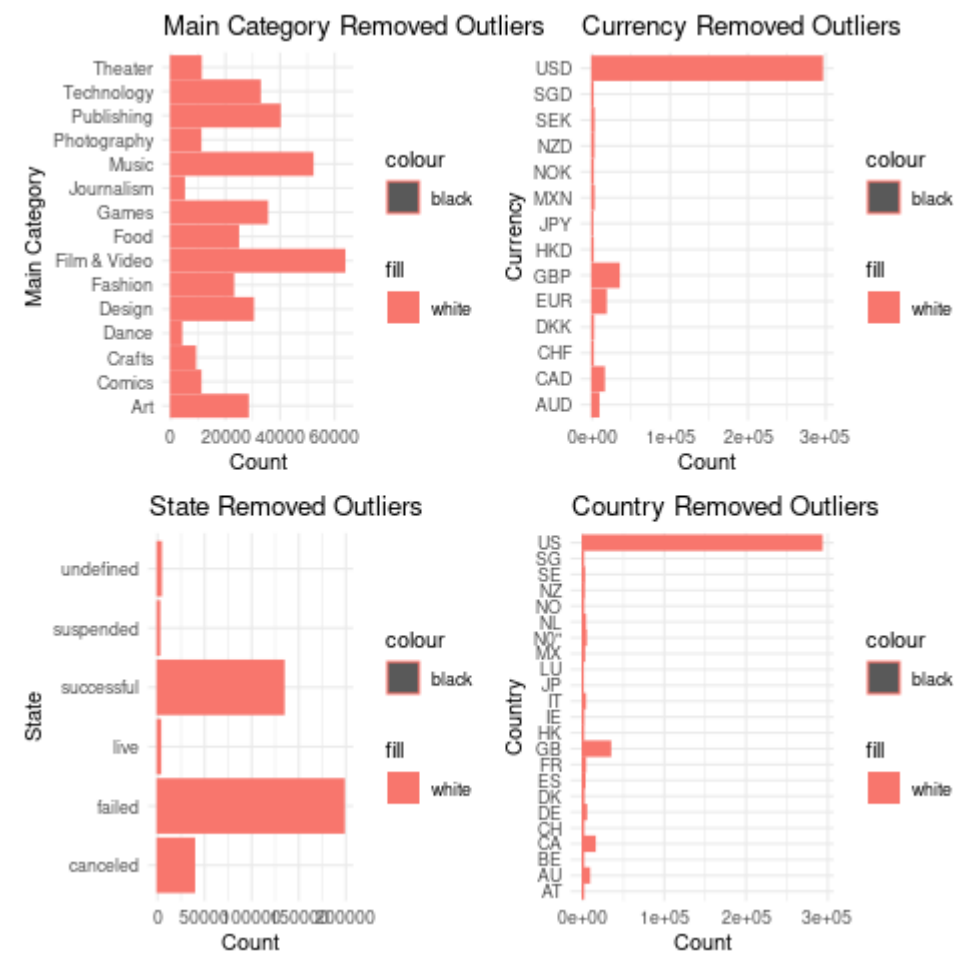 Main Category Removed Outliers
Main Category
Theater
Technology
Publishing
Photography
Music
Journalism
Games
Food
Film & Video
Fashion
Design
Dance
Crafts
Comics
Art
0 20000 40000 60000
Count
colour
black
fill
white
Currency Removed Outliers
Currency
USD
SGD
SEK
NZD
NOK
MXN
JPY
HKD
GBP
EUR
DKK
CHF
CAD
AUD
0e+00 1e+05 2e+05 3e+05
Count
colour
black
fill
white
State Removed Outliers
State
undefined
suspended
successful
live
failed
canceled
0 50000 100000 150000 200000
Count
colour
black
fill
white
Country Removed Outliers
Country
US
SG
SE
NZ
NO
NL
N0"
MX
LU
JP
IT
IE
HK
GB
FR
ES
DK
DE
CH
CA
BE
AU
AT
0e+00 1e+05 2e+05 3e+05
Count
colour
black
fill
white